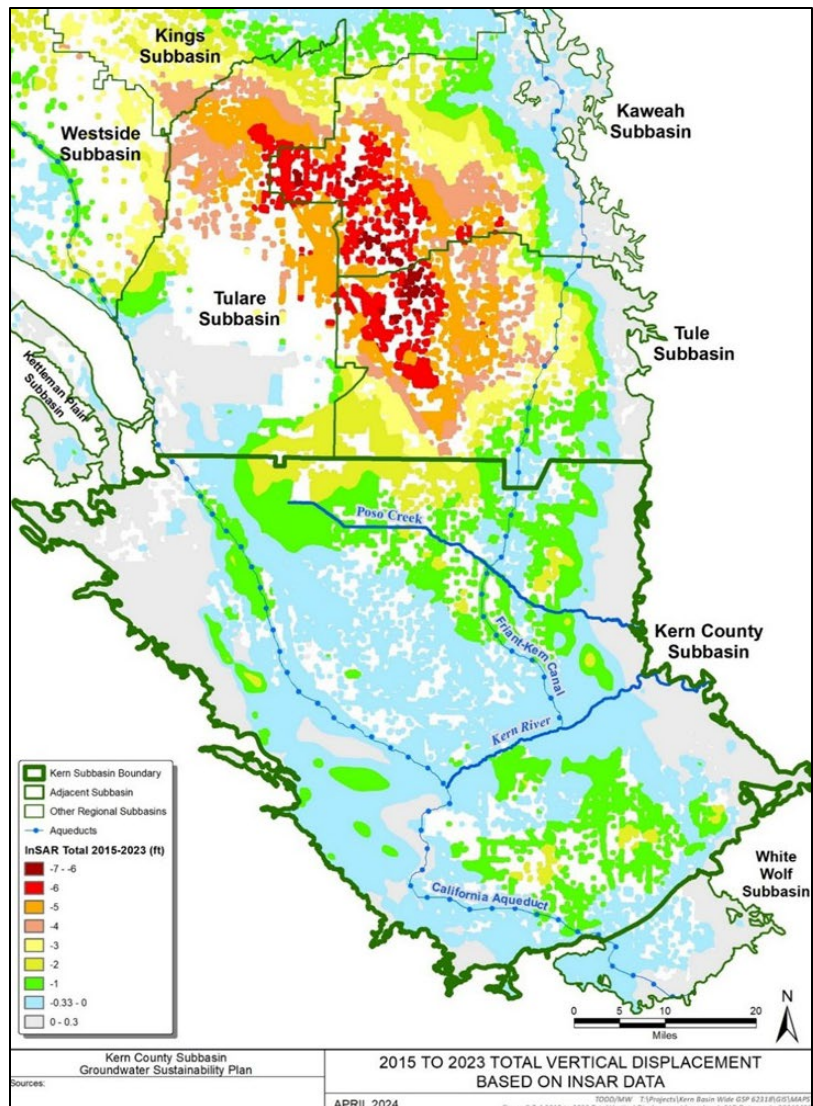 Kings
Subbasin
Kaweah
Subbasin
Westside
Subbasin
Tulare
Subbasin
Tule
Subbasin
Kettleman Plain
Subbasin
Poso Creek
Kern County
Subbasin
Friant-Kern
Canal
Kern River
White
Wolf
Subbasin
California Aqueduct
Kern Subbasin Boundary
Adjacent Subbasin
Other Regional Subbasins
Aqueducts
InSAR Total 2015-2023 (ft)
-7 - -6
-6
-5
-4
-3
-2
-1
-0.33 - 0
0 - 0.3
N
0 5 10 20
Miles
Kern County Subbasin
Groundwater Sustainability Plan
Sources:
2015 TO 2023 TOTAL VERTICAL DISPLACEMENT
BASED ON INSAR DATA
APRIL 2024